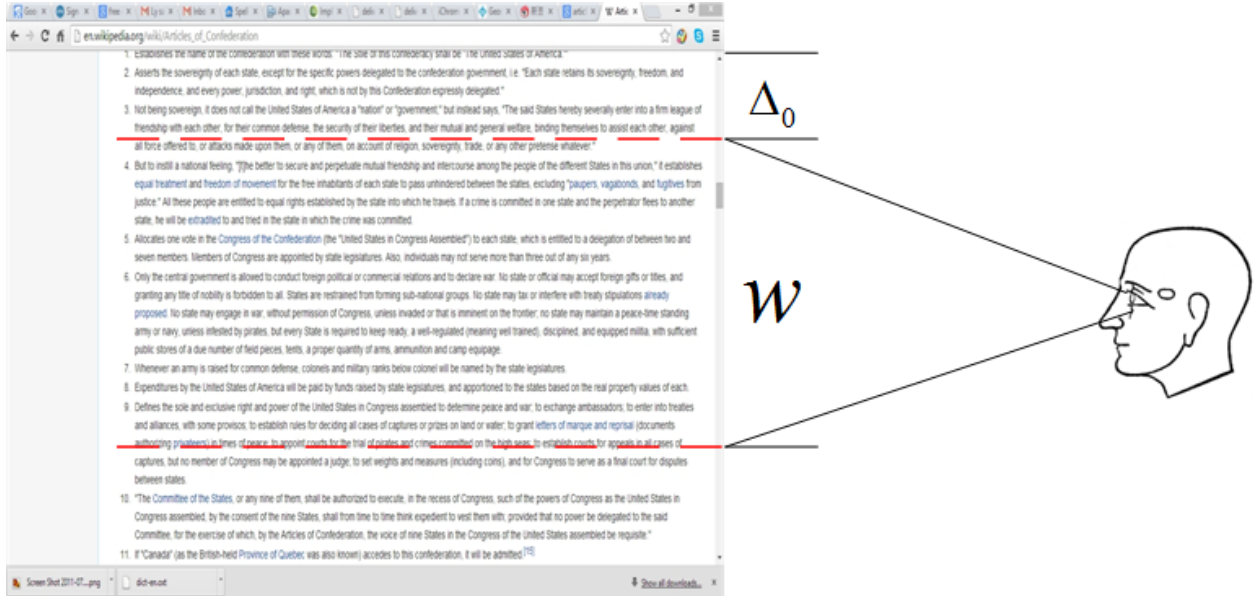 Goo
Sign
free
My si
Inbo
Spel
Apa
Imp
deliv
deliv
iChrom
Geo
artic
W Artic
en.wikipedia.org/wiki/Articles_of_Confederation
1. Establishes the name of the confederation with these words: "The Stile of this confederacy shall be 'The United States of America.'"
2. Asserts the sovereignty of each state, except for the specific powers delegated to the confederation government, i.e. "Each state retains its sovereignty, freedom, and
independence, and every power, jurisdiction, and right, which is not by this Confederation expressly delegated."
3. Not being sovereign, it does not call the United States of America a "nation" or "government," but instead says, "The said States hereby severally enter into a firm league of
friendship with each other, for their common defense, the security of their liberties, and their mutual and general welfare, binding themselves to assist each other, against
all force offered to, or attacks made upon them, or any of them, on account of religion, sovereignty, trade, or any other pretense whatever."
4. But to instill a national feeling, "[t]he better to secure and perpetuate mutual friendship and intercourse among the people of the different States in this union," it establishes
equal treatment and freedom of movement for the free inhabitants of each state to pass unhindered between the states, excluding "paupers, vagabonds, and fugitives from
justice." All these people are entitled to equal rights established by the state into which he travels. If a crime is committed in one state and the perpetrator flees to another
state, he will be extradited to and tried in the state in which the crime was committed.
5. Allocates one vote in the Congress of the Confederation (the "United States in Congress Assembled") to each state, which is entitled to a delegation of between two and
seven members. Members of Congress are appointed by state legislatures. Also, individuals may not serve more than three out of any six years.
6. Only the central government is allowed to conduct foreign political or commercial relations and to declare war. No state or official may accept foreign gifts or titles, and
granting any title of nobility is forbidden to all. States are restrained from forming sub-national groups. No state may tax or interfere with treaty stipulations already
proposed. No state may engage in war, without permission of Congress, unless invaded or that is imminent on the frontier; no state may maintain a peace-time standing
army or navy, unless infested by pirates, but every State is required to keep ready, a well-regulated (meaning well trained), disciplined, and equipped militia, with sufficient
public stores of a due number of field pieces, tents, a proper quantity of arms, ammunition and camp equipage.
7. Whenever an army is raised for common defense, colonels and military ranks below colonel will be named by the state legislatures.
8. Expenditures by the United States of America will be paid by funds raised by state legislatures, and apportioned to the states based on the real property values of each.
9. Defines the sole and exclusive right and power of the United States in Congress assembled to determine peace and war; to exchange ambassadors; to enter into treaties
and alliances, with some provisos; to establish rules for deciding all cases of captures or prizes on land or water; to grant letters of marque and reprisal (documents
authorizing privateers) in times of peace; to appoint courts for the trial of pirates and crimes committed on the high seas; to establish courts for appeals in all cases of
captures, but no member of Congress may be appointed a judge; to set weights and measures (including coins), and for Congress to serve as a final court for disputes
between states.
10. "The Committee of the States, or any nine of them, shall be authorized to execute, in the recess of Congress, such of the powers of Congress as the United States in
Congress assembled, by the consent of the nine States, shall from time to time think expedient to vest them with; provided that no power be delegated to the said
Committee, for the exercise of which, by the Articles of Confederation, the voice of nine States in the Congress of the United States assembled be requisite."
11. If "Canada" (as the British-held Province of Quebec was also known) accedes to this confederation, it will be admitted.[15]
Screen Shot 2011-07-....png
dict-en.oxt
Show all downloads...
Δ₀
w